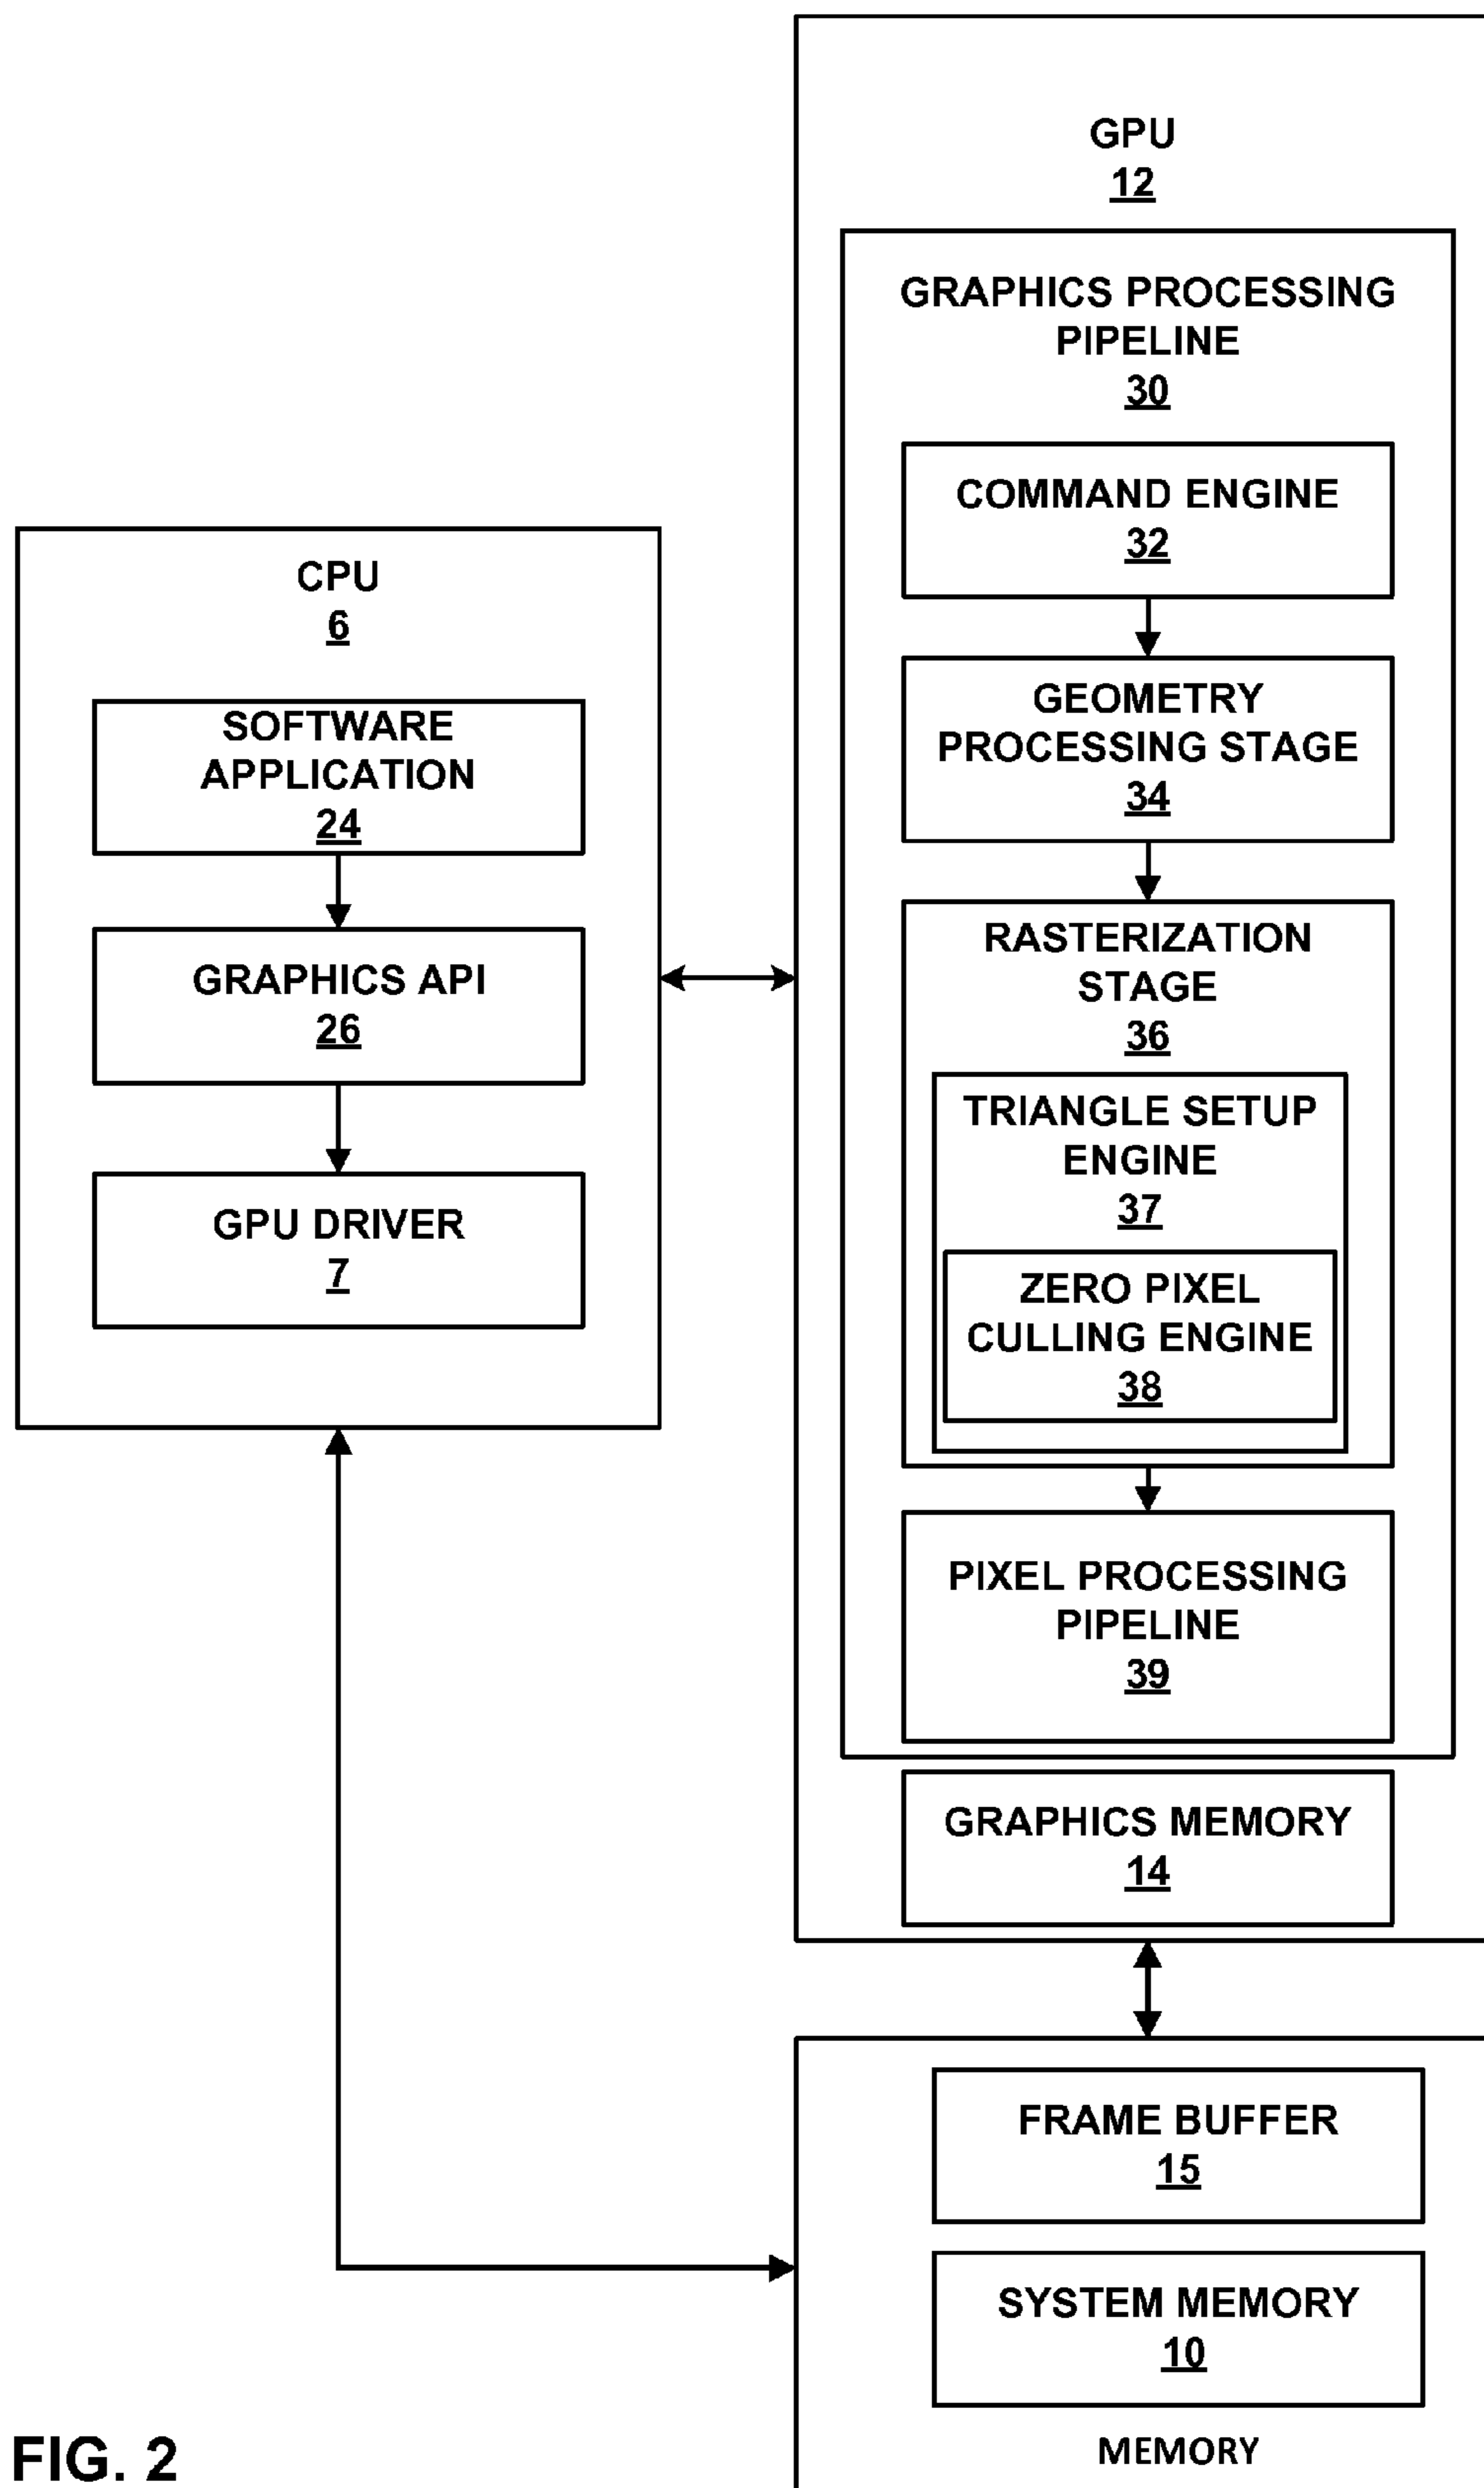 GPU
12
GRAPHICS PROCESSING
PIPELINE
30
COMMAND ENGINE
32
GEOMETRY
PROCESSING STAGE
34
RASTERIZATION
STAGE
36
TRIANGLE SETUP
ENGINE
37
ZERO PIXEL
CULLING ENGINE
38
PIXEL PROCESSING
PIPELINE
39
GRAPHICS MEMORY
14
CPU
6
SOFTWARE
APPLICATION
24
GRAPHICS API
26
GPU DRIVER
7
FRAME BUFFER
15
SYSTEM MEMORY
10
MEMORY
FIG. 2